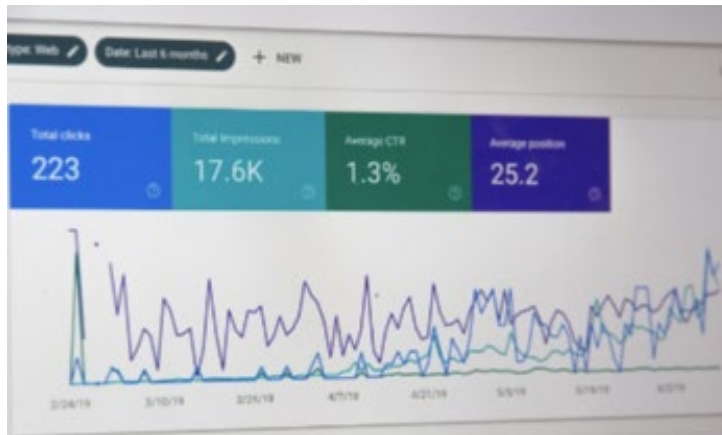 type: Web
Date: Last 6 months
+ NEW
Total clicks
Total impressions
Average CTR
Average position
223
17.6K
1.3%
25.2
2/24/19
3/10/19
3/24/19
4/7/19
4/21/19
5/5/19
5/19/19
6/2/19